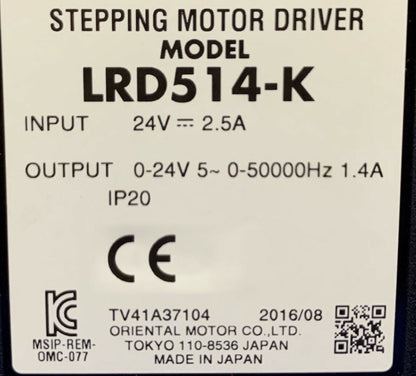 STEPPING MOTOR DRIVER
MODEL
LRD514-K
INPUT 24V ⎓ 2.5A
OUTPUT 0-24V 5~ 0-50000Hz 1.4A
IP20
CE
KC
MSIP-REM-
OMC-077
TV41A37104 2016/08
ORIENTAL MOTOR CO.,LTD.
TOKYO 110-8536 JAPAN
MADE IN JAPAN